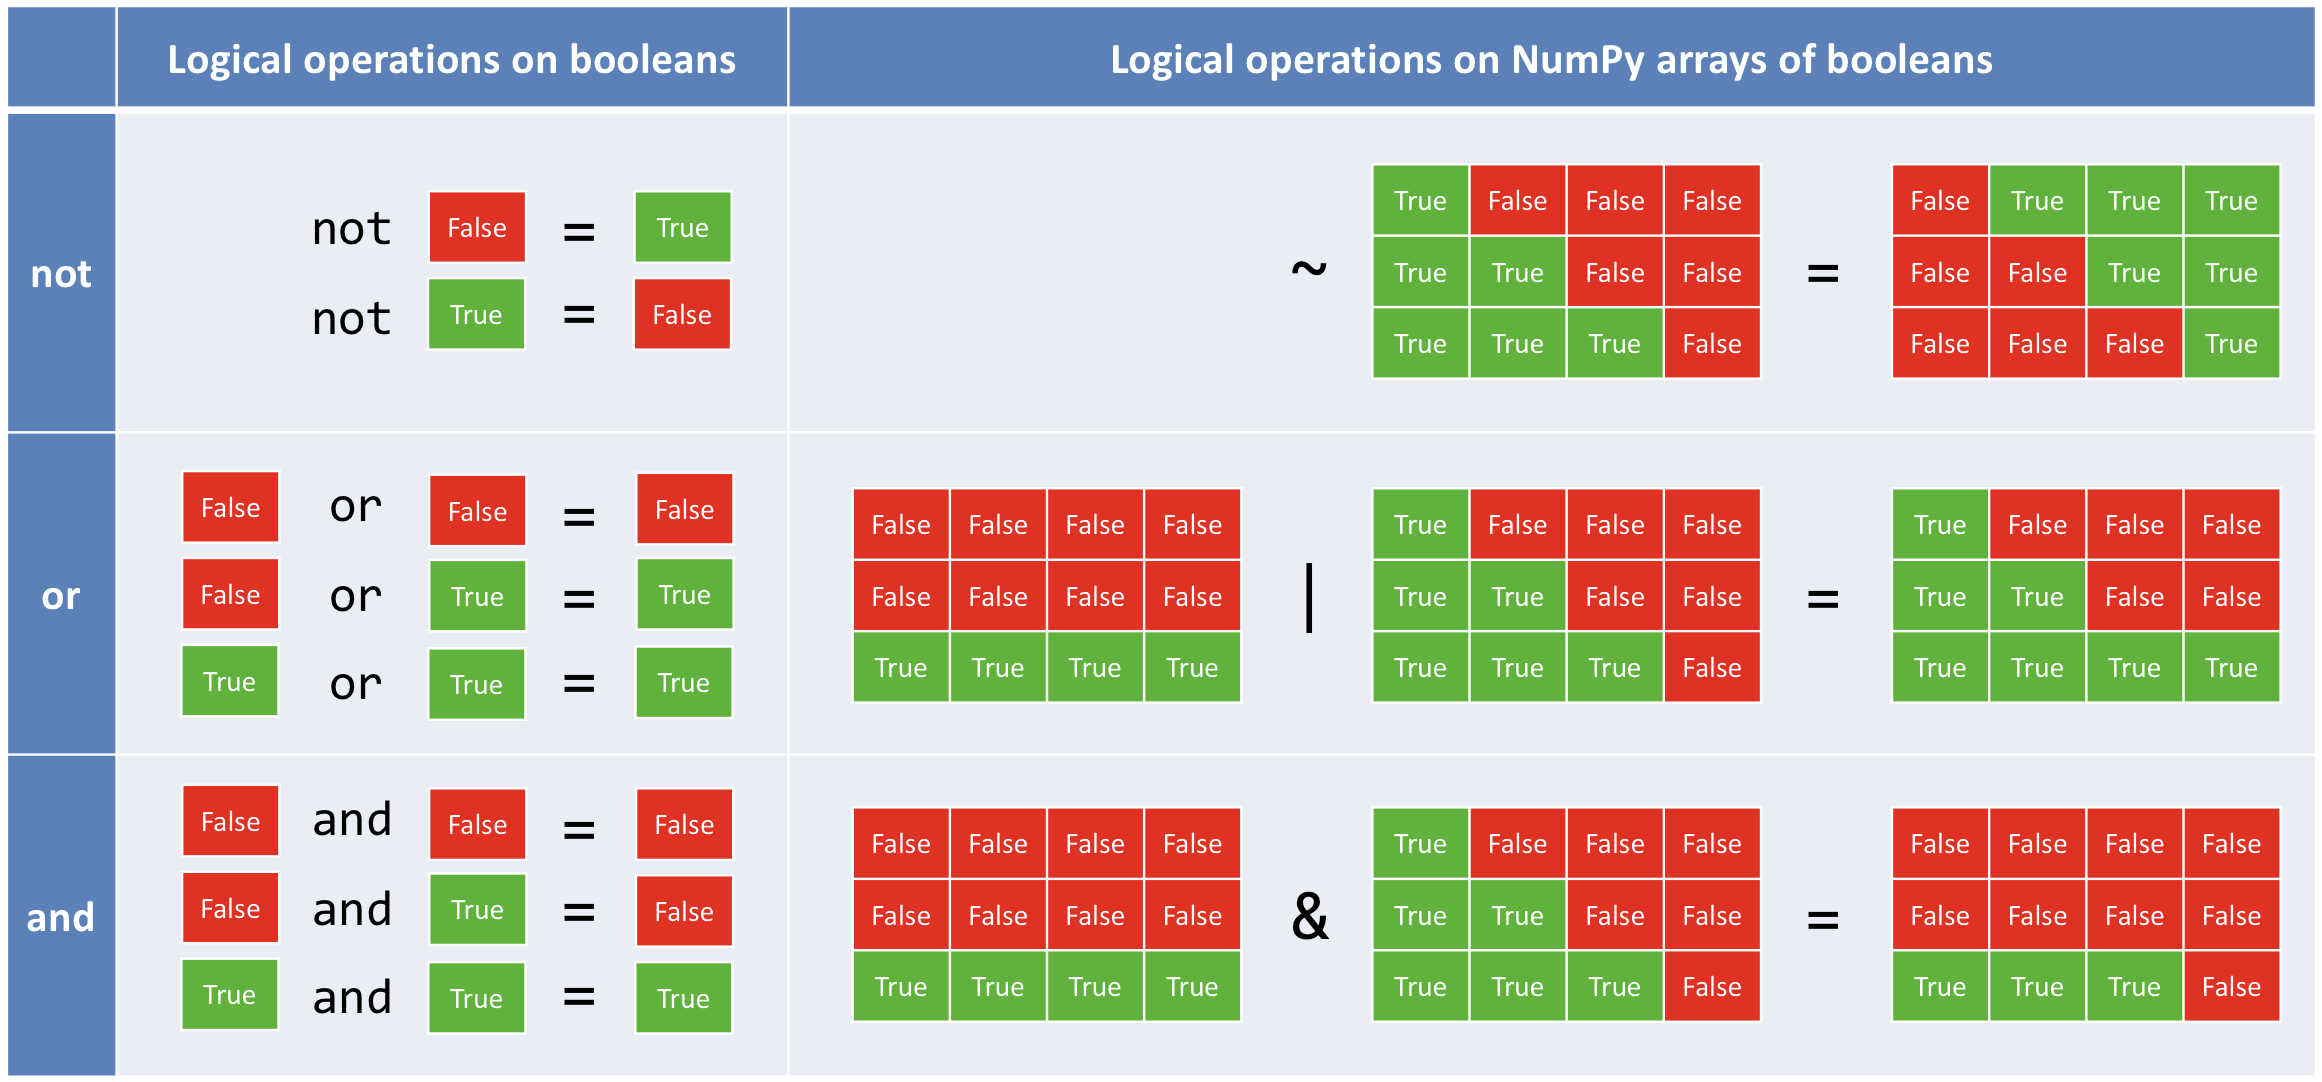 Logical operations on booleans
Logical operations on NumPy arrays of booleans
not
not False = True
not True = False
~
True False False False
True True False False
True True True False
=
False True True True
False False True True
False False False True
or
False or False = False
False or True = True
True or True = True
False False False False
False False False False
True True True True
|
True False False False
True True False False
True True True False
=
True False False False
True True False False
True True True True
and
False and False = False
False and True = False
True and True = True
False False False False
False False False False
True True True True
&
True False False False
True True False False
True True True False
=
False False False False
False False False False
True True True False